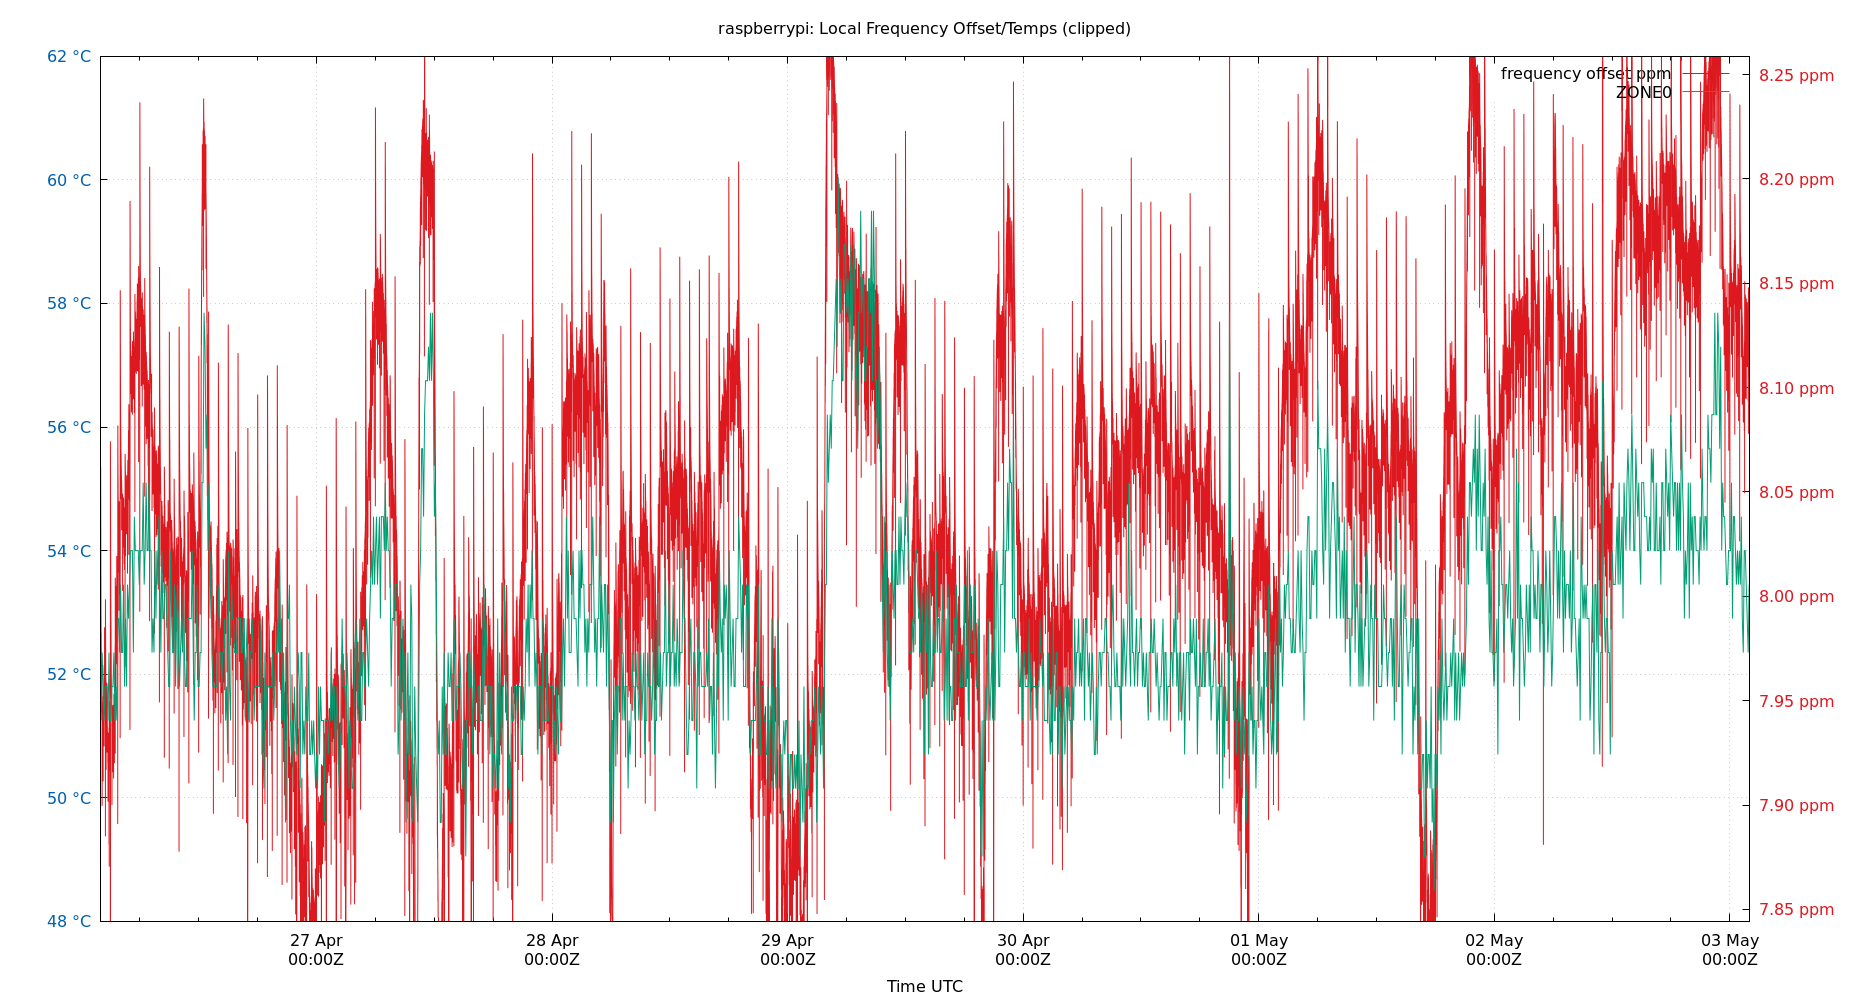 raspberrypi: Local Frequency Offset/Temps (clipped)
62 °C
60 °C
58 °C
56 °C
54 °C
52 °C
50 °C
48 °C
frequency offset ppm
ZONE0
8.25 ppm
8.20 ppm
8.15 ppm
8.10 ppm
8.05 ppm
8.00 ppm
7.95 ppm
7.90 ppm
7.85 ppm
27 Apr
00:00Z
28 Apr
00:00Z
29 Apr
00:00Z
30 Apr
00:00Z
01 May
00:00Z
02 May
00:00Z
03 May
00:00Z
Time UTC